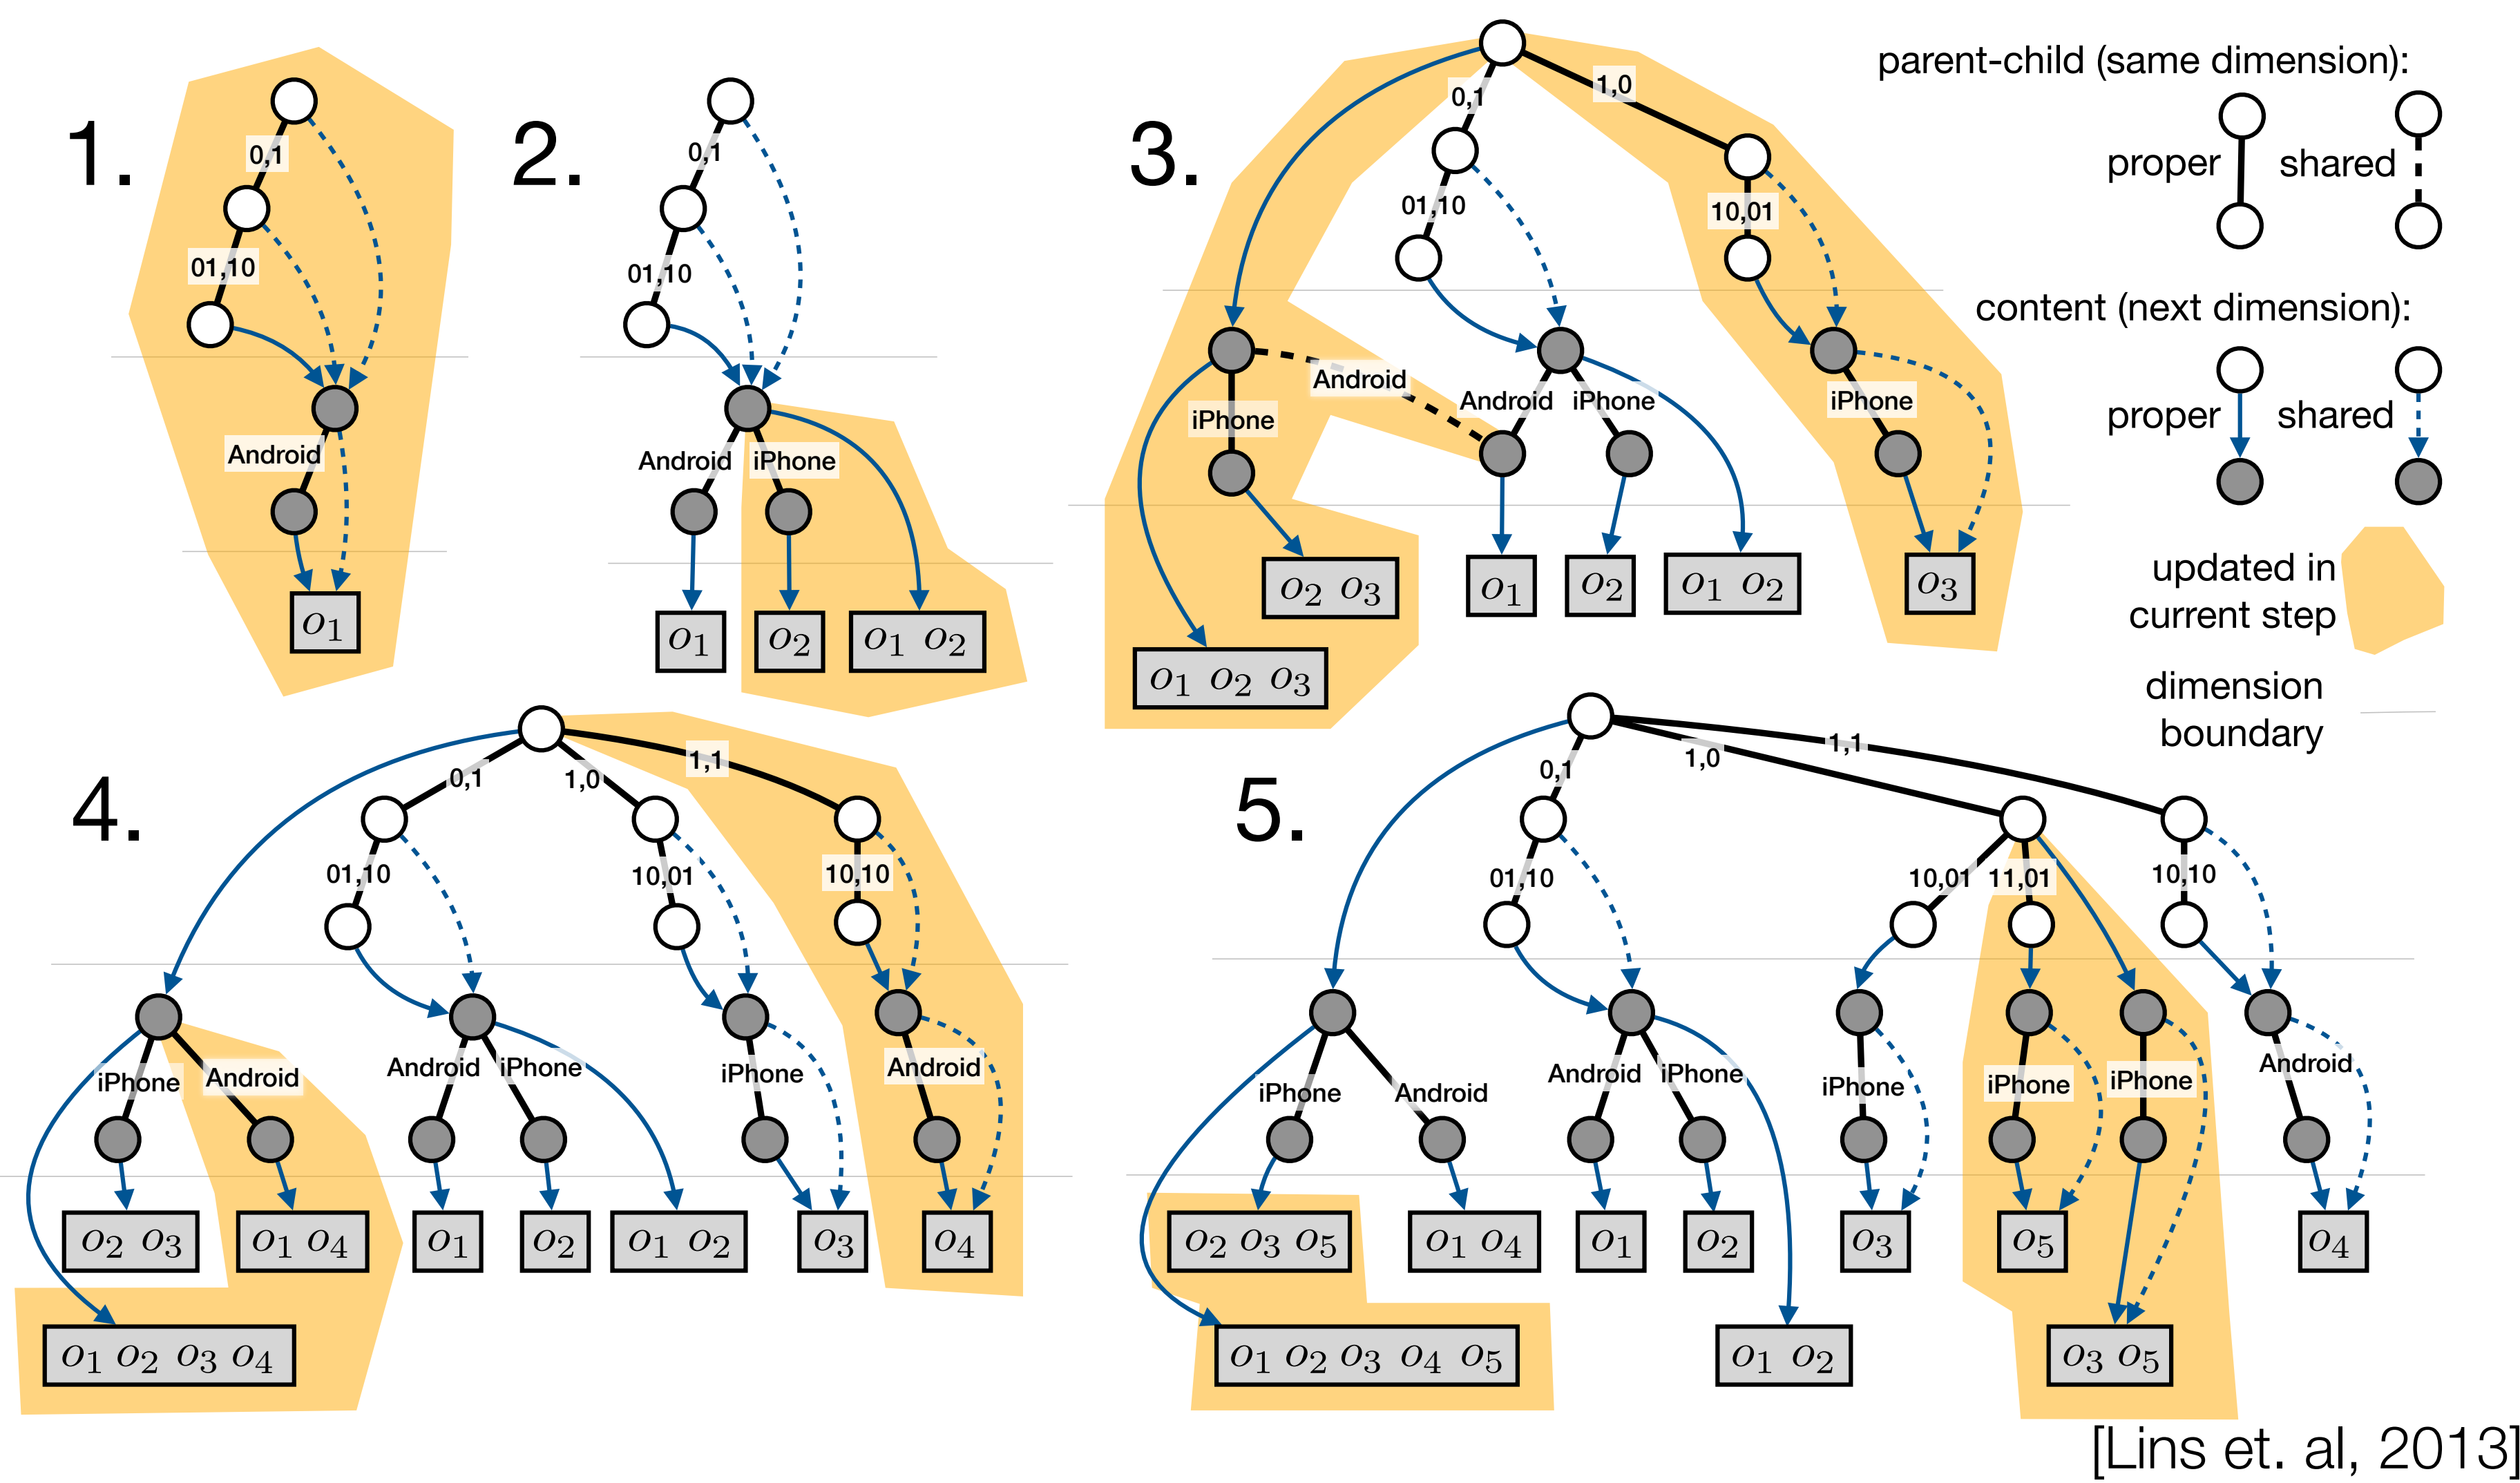 1.
0,1
01,10
Android
o1
2.
0,1
01,10
Android iPhone
o1 o2 o1 o2
3.
0,1 1,0
01,10 10,01
Android
iPhone Android iPhone iPhone
o2 o3 o1 o2 o1 o2 o3
o1 o2 o3
parent-child (same dimension):
proper shared
content (next dimension):
proper shared
updated in
current step
dimension
boundary
4.
0,1 1,0 1,1
01,10 10,01 10,10
iPhone Android Android iPhone iPhone Android
o2 o3 o1 o4 o1 o2 o1 o2 o3 o4
o1 o2 o3 o4
5.
0,1 1,0 1,1
01,10 10,01 11,01 10,10
iPhone Android Android iPhone iPhone iPhone iPhone Android
o2 o3 o5 o1 o4 o1 o2 o3 o5 o4
o1 o2 o3 o4 o5 o1 o2 o3 o5
[Lins et. al, 2013]